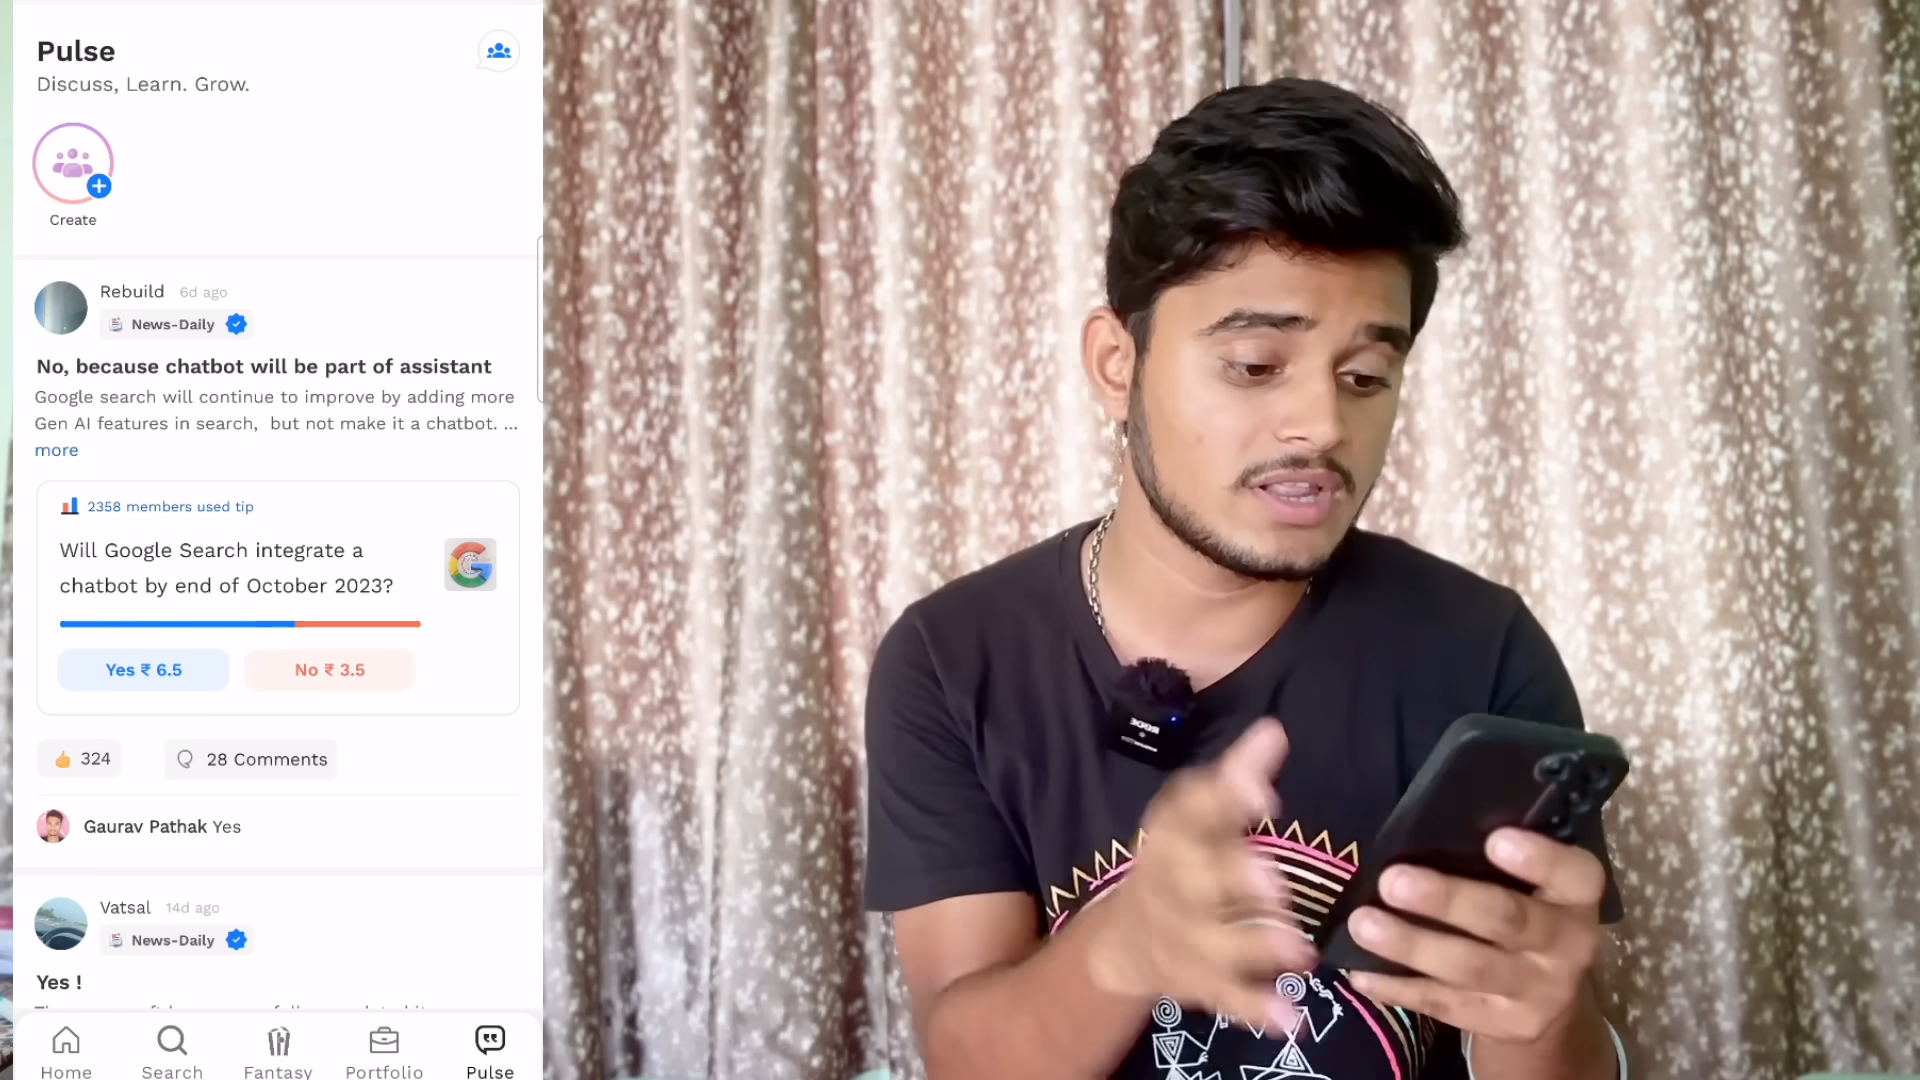 Pulse
Discuss, Learn. Grow.
Create
Rebuild 6d ago
News-Daily
No, because chatbot will be part of assistant
Google search will continue to improve by adding more
Gen AI features in search, but not make it a chatbot. ...
more
2358 members used tip
Will Google Search integrate a
chatbot by end of October 2023?
Yes ₹ 6.5
No ₹ 3.5
324
28 Comments
Gaurav Pathak Yes
Vatsal 14d ago
News-Daily
Yes !
Home
Search
Fantasy
Portfolio
Pulse